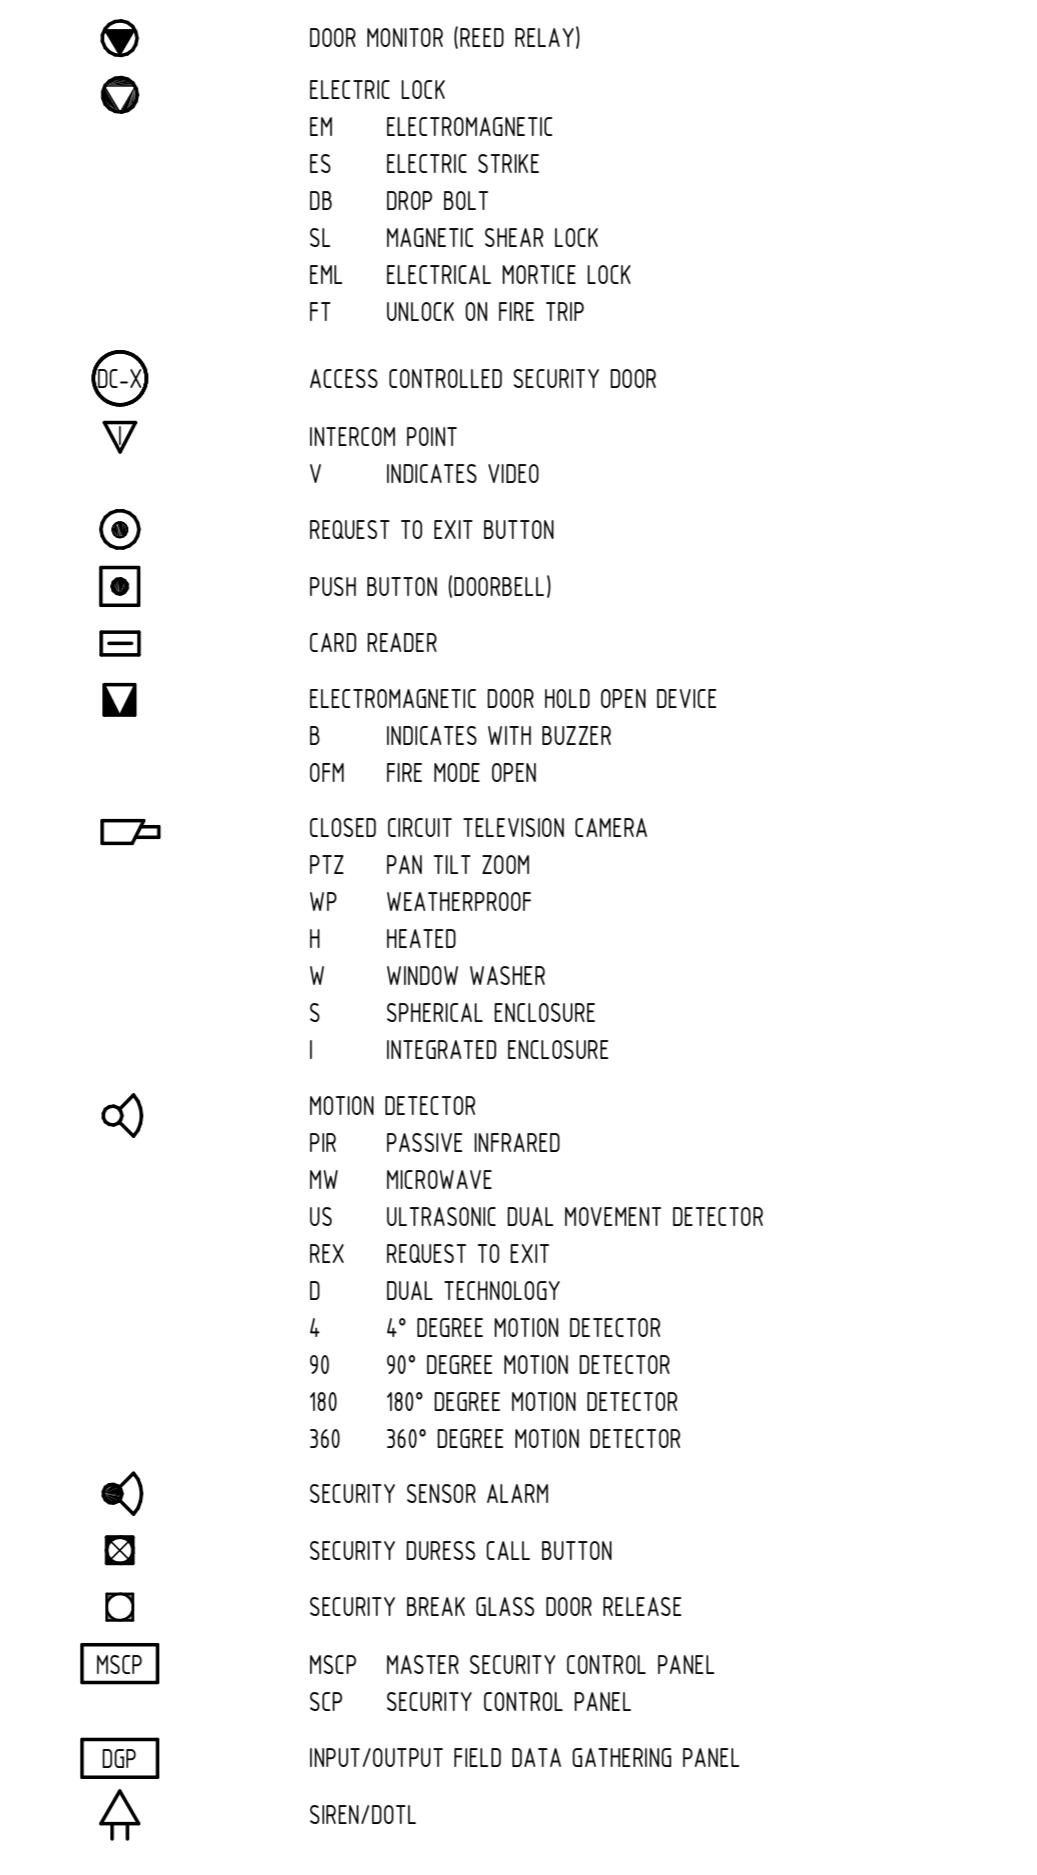 DOOR MONITOR (REED RELAY)
ELECTRIC LOCK
EM ELECTROMAGNETIC
ES ELECTRIC STRIKE
DB DROP BOLT
SL MAGNETIC SHEAR LOCK
EML ELECTRICAL MORTICE LOCK
FT UNLOCK ON FIRE TRIP
DC-X ACCESS CONTROLLED SECURITY DOOR
INTERCOM POINT
V INDICATES VIDEO
REQUEST TO EXIT BUTTON
PUSH BUTTON (DOORBELL)
CARD READER
ELECTROMAGNETIC DOOR HOLD OPEN DEVICE
B INDICATES WITH BUZZER
OFM FIRE MODE OPEN
CLOSED CIRCUIT TELEVISION CAMERA
PTZ PAN TILT ZOOM
WP WEATHERPROOF
H HEATED
W WINDOW WASHER
S SPHERICAL ENCLOSURE
I INTEGRATED ENCLOSURE
MOTION DETECTOR
PIR PASSIVE INFRARED
MW MICROWAVE
US ULTRASONIC DUAL MOVEMENT DETECTOR
REX REQUEST TO EXIT
D DUAL TECHNOLOGY
4 4° DEGREE MOTION DETECTOR
90 90° DEGREE MOTION DETECTOR
180 180° DEGREE MOTION DETECTOR
360 360° DEGREE MOTION DETECTOR
SECURITY SENSOR ALARM
SECURITY DURESS CALL BUTTON
SECURITY BREAK GLASS DOOR RELEASE
MSCP MSCP MASTER SECURITY CONTROL PANEL
SCP SECURITY CONTROL PANEL
DGP INPUT/OUTPUT FIELD DATA GATHERING PANEL
SIREN/DOTL